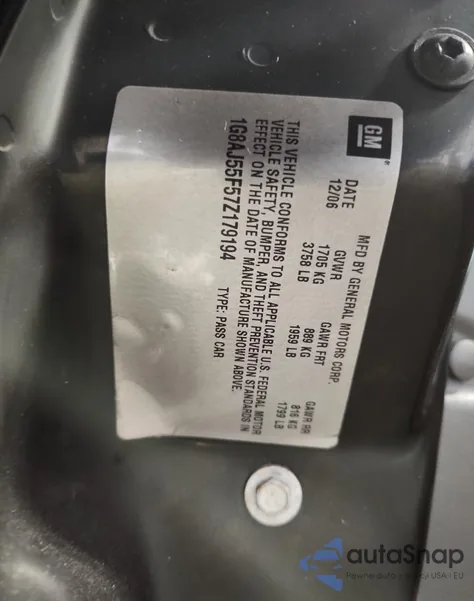 GM
MFD BY GENERAL MOTORS CORP.
DATE GVWR GAWR FRT GAWR RR
12/06 1705 KG 889 KG 816 KG
3758 LB 1959 LB 1799 LB
THIS VEHICLE CONFORMS TO ALL APPLICABLE U.S. FEDERAL MOTOR
VEHICLE SAFETY, BUMPER, AND THEFT PREVENTION STANDARDS IN
EFFECT ON THE DATE OF MANUFACTURE SHOWN ABOVE.
1G8AJ55F57Z179194 TYPE: PASS CAR
autoSnap